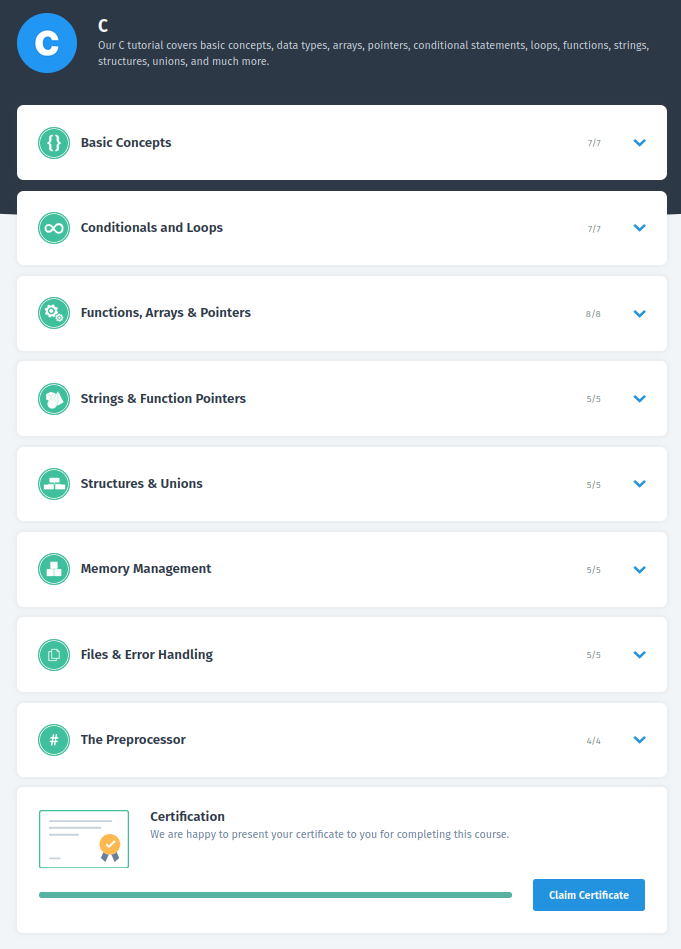 C
C
Our C tutorial covers basic concepts, data types, arrays, pointers, conditional statements, loops, functions, strings,
structures, unions, and much more.
{} Basic Concepts 7/7
Conditionals and Loops 7/7
Functions, Arrays & Pointers 8/8
Strings & Function Pointers 5/5
Structures & Unions 5/5
Memory Management 5/5
Files & Error Handling 5/5
# The Preprocessor 4/4
Certification
We are happy to present your certificate to you for completing this course.
Claim Certificate